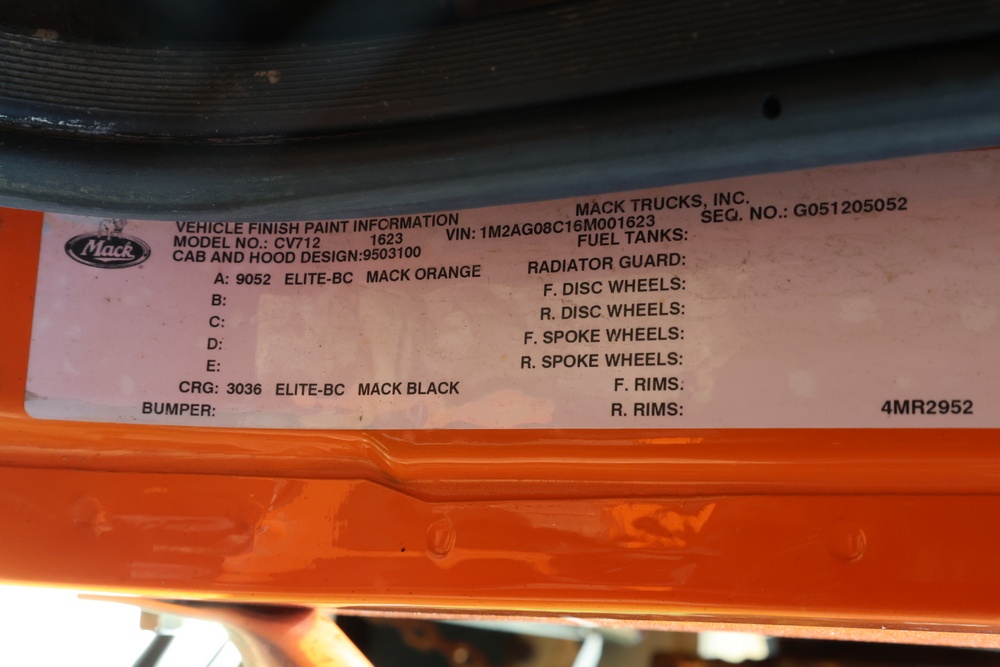 MACK TRUCKS, INC.
VEHICLE FINISH PAINT INFORMATION VIN: 1M2AG08C16M001623 SEQ. NO.: G051205052
Mack
MODEL NO.: CV712 1623 FUEL TANKS:
CAB AND HOOD DESIGN:9503100
A: 9052 ELITE-BC MACK ORANGE RADIATOR GUARD:
B: F. DISC WHEELS:
C: R. DISC WHEELS:
D: F. SPOKE WHEELS:
E: R. SPOKE WHEELS:
CRG: 3036 ELITE-BC MACK BLACK F. RIMS:
BUMPER: R. RIMS: 4MR2952